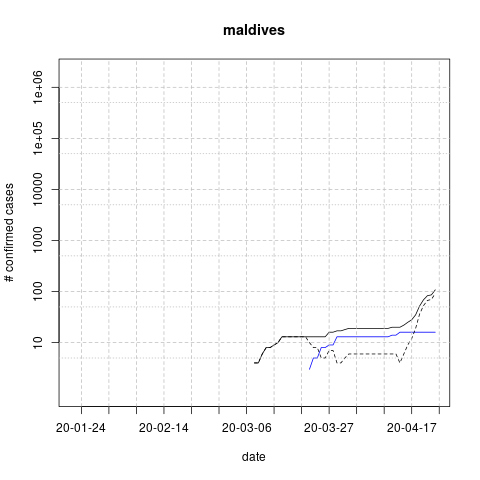 maldives
# confirmed cases
1e+06
1e+05
10000
1000
100
10
20-01-24
20-02-14
20-03-06
20-03-27
20-04-17
date